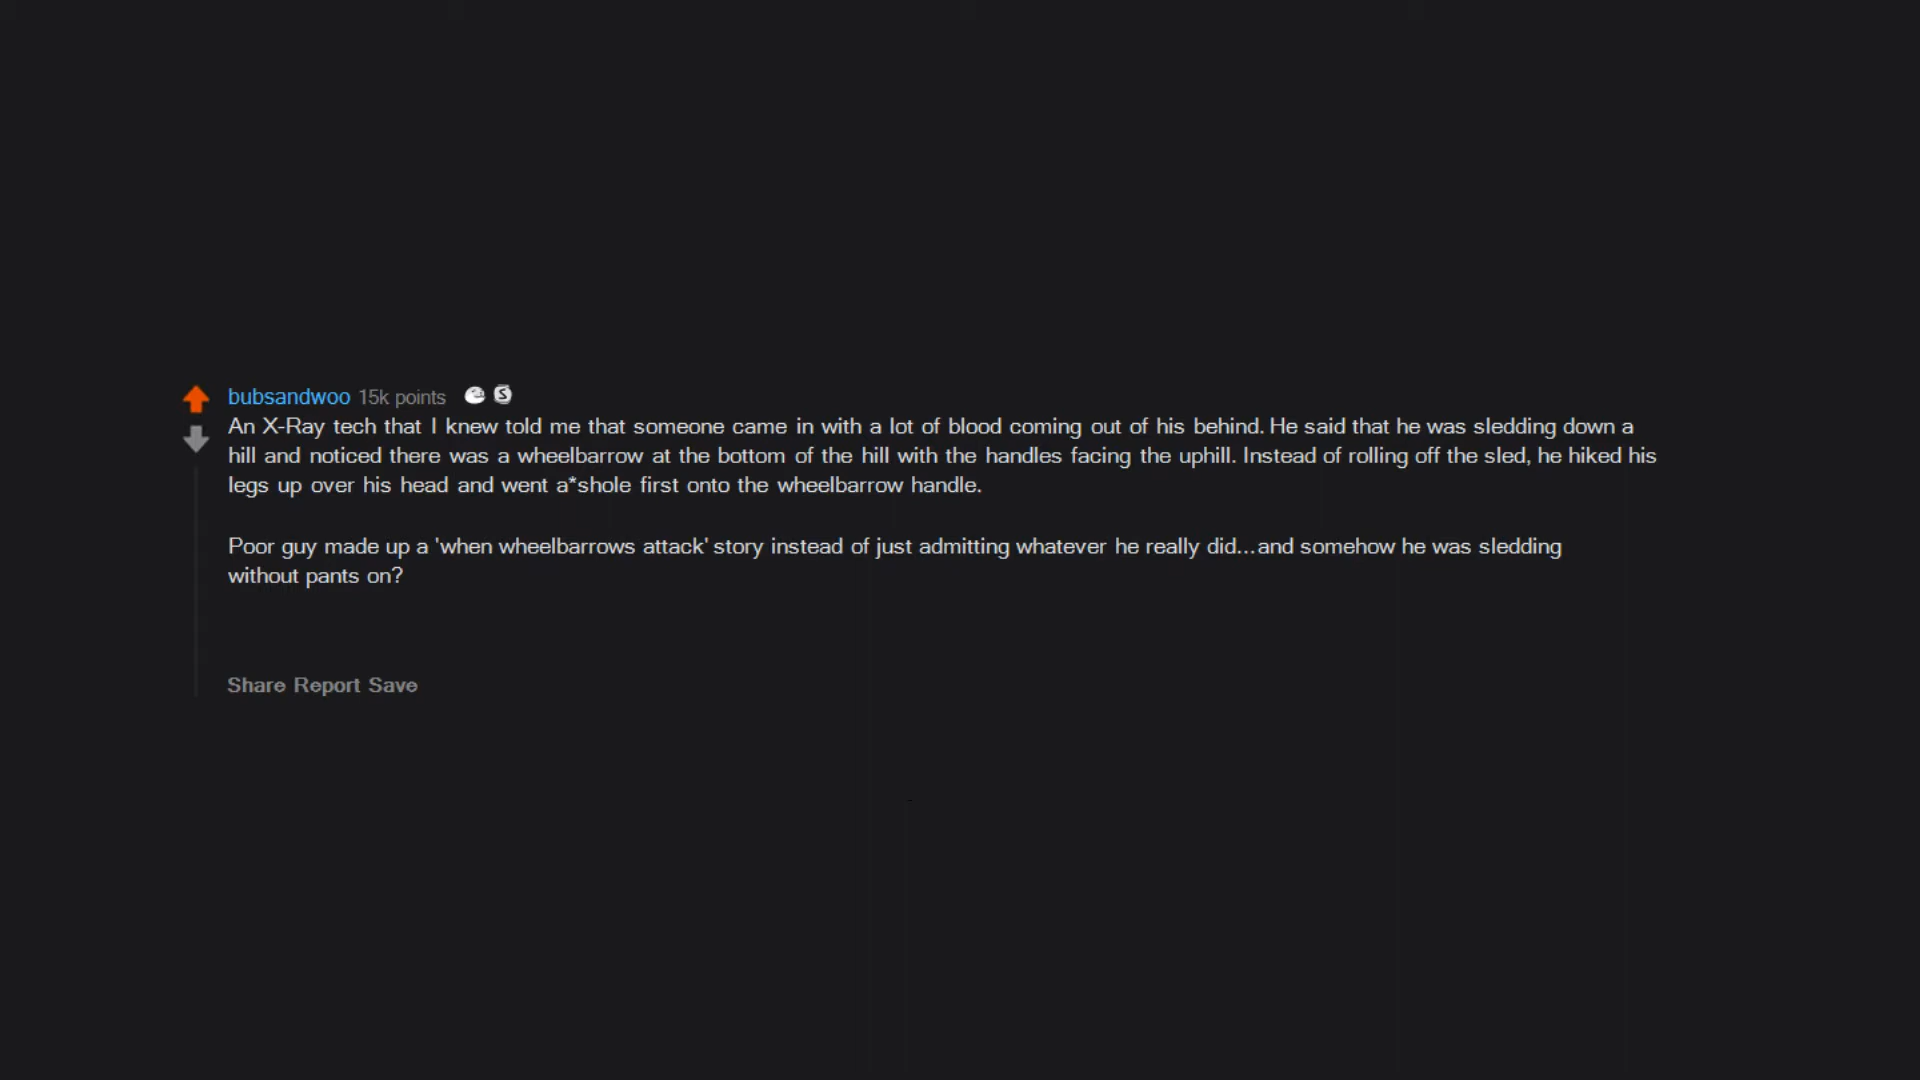 bubsandwoo 15k points
An X-Ray tech that I knew told me that someone came in with a lot of blood coming out of his behind. He said that he was sledding down a
hill and noticed there was a wheelbarrow at the bottom of the hill with the handles facing the uphill. Instead of rolling off the sled, he hiked his
legs up over his head and went a*shole first onto the wheelbarrow handle.
Poor guy made up a 'when wheelbarrows attack' story instead of just admitting whatever he really did...and somehow he was sledding
without pants on?
Share Report Save